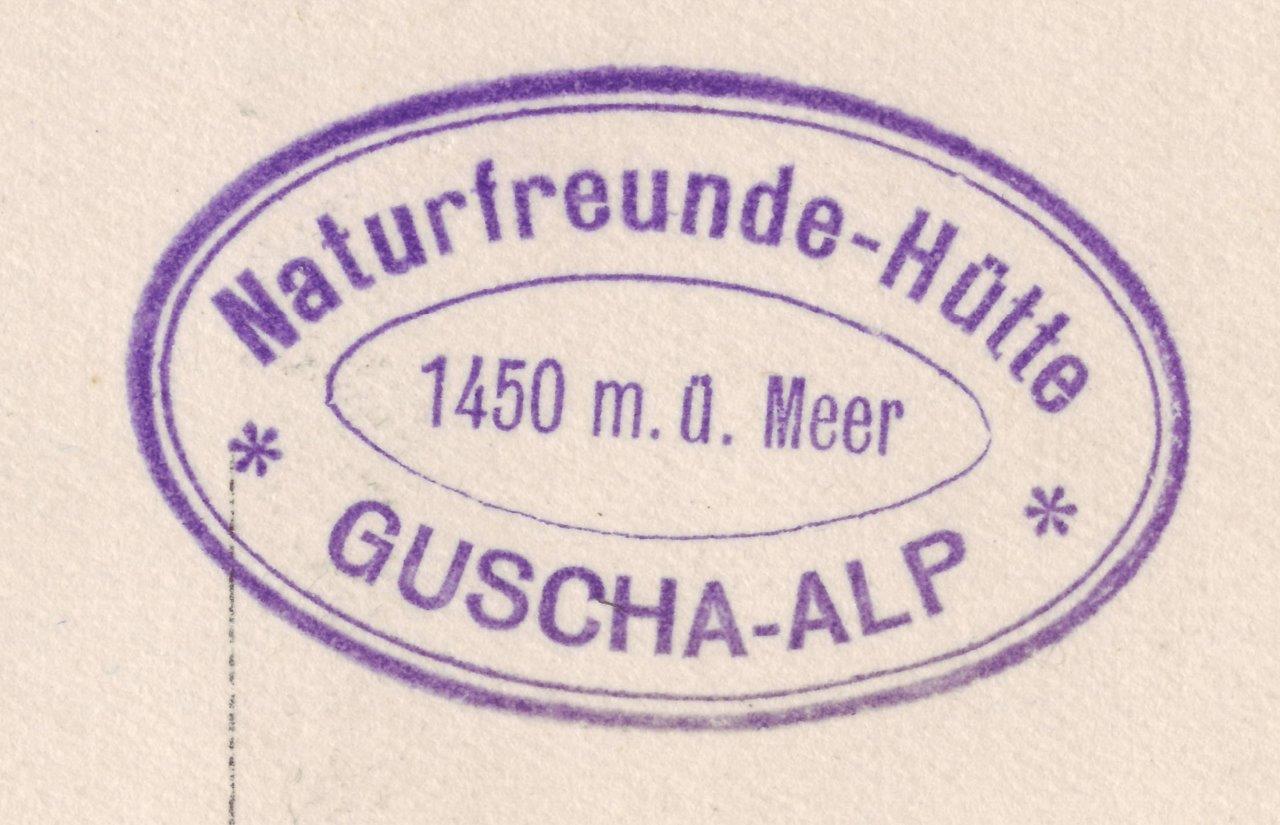 Naturfreunde-Hütte
1450 m. ü. Meer
* GUSCHA-ALP *